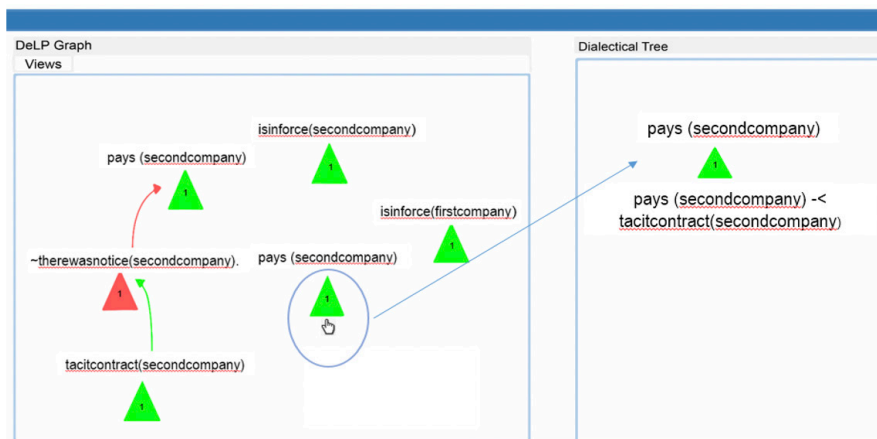 DeLP Graph
Views
isinforce(secondcompany)
1
pays (secondcompany)
1
isinforce(firstcompany)
1
~therewasnotice(secondcompany).
1
pays (secondcompany)
1
tacitcontract(secondcompany)
1
Dialectical Tree
pays (secondcompany)
1
pays (secondcompany) -<
tacitcontract(secondcompany)